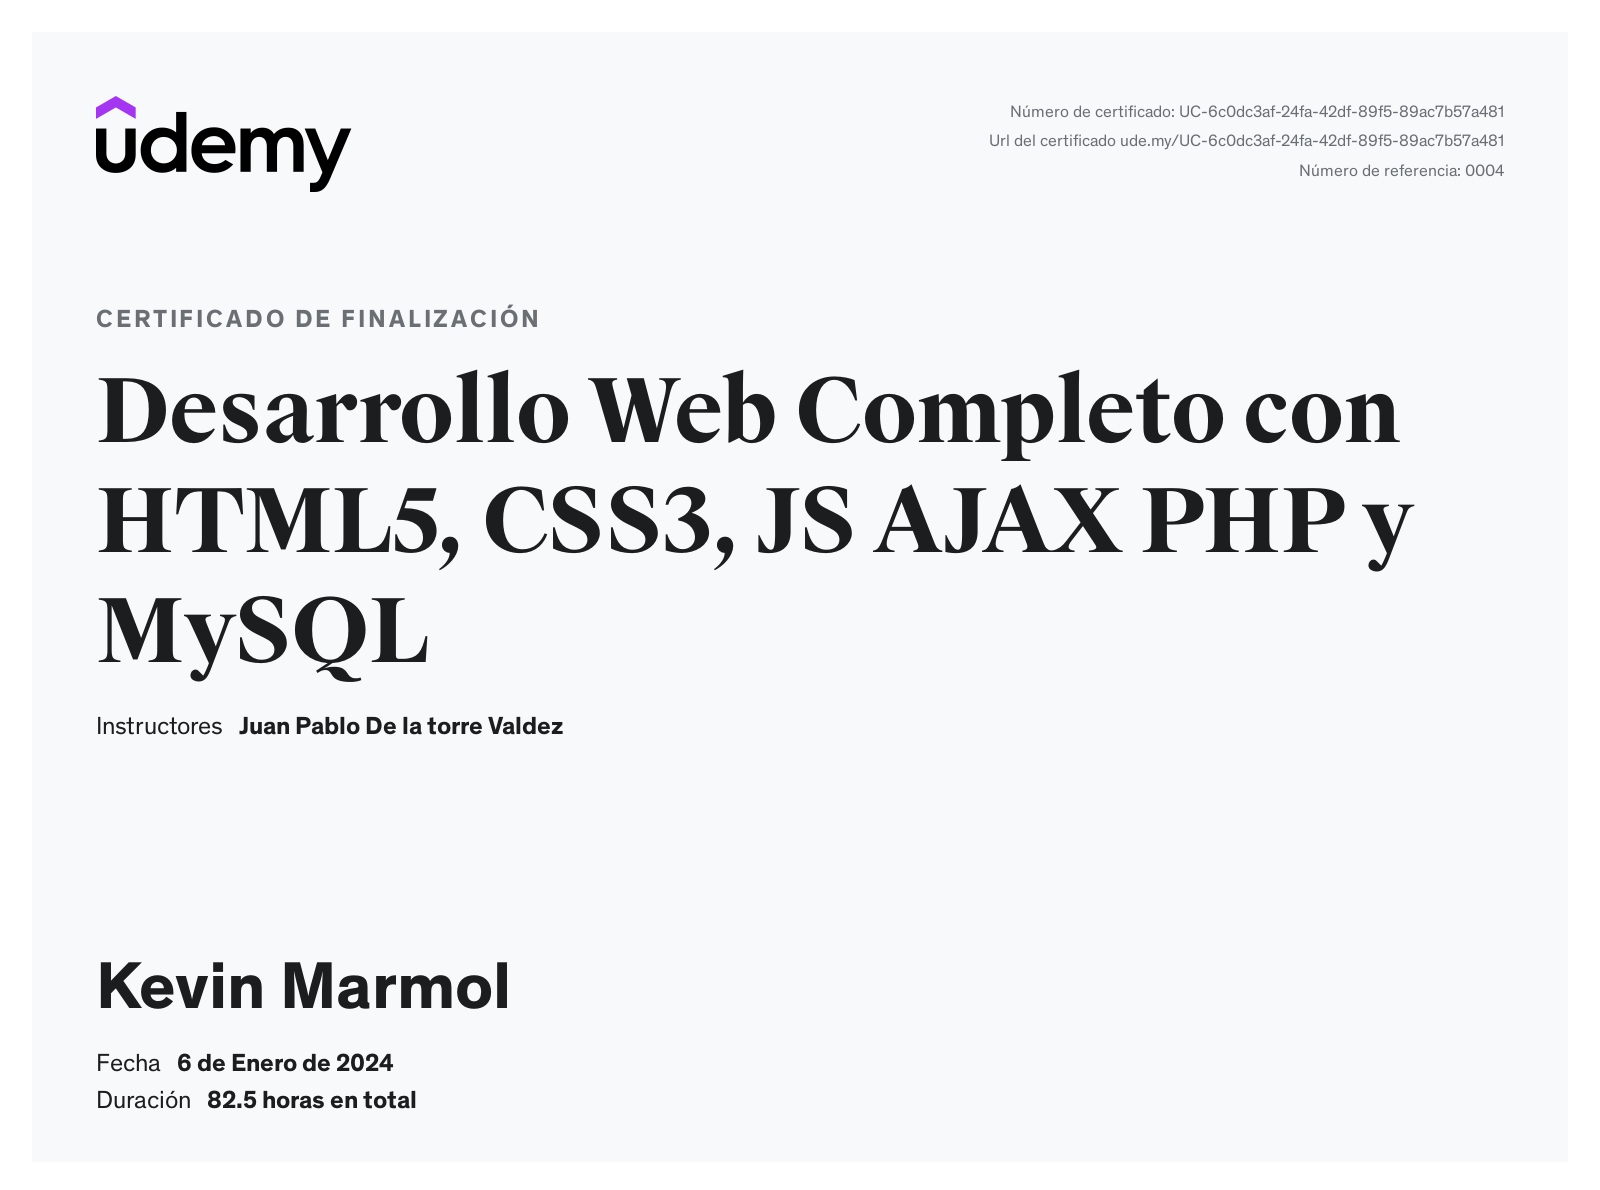 udemy
Número de certificado: UC-6c0dc3af-24fa-42df-89f5-89ac7b57a481
Url del certificado ude.my/UC-6c0dc3af-24fa-42df-89f5-89ac7b57a481
Número de referencia: 0004
CERTIFICADO DE FINALIZACIÓN
Desarrollo Web Completo con
HTML5, CSS3, JS AJAX PHP y
MySQL
Instructores Juan Pablo De la torre Valdez
Kevin Marmol
Fecha 6 de Enero de 2024
Duración 82.5 horas en total